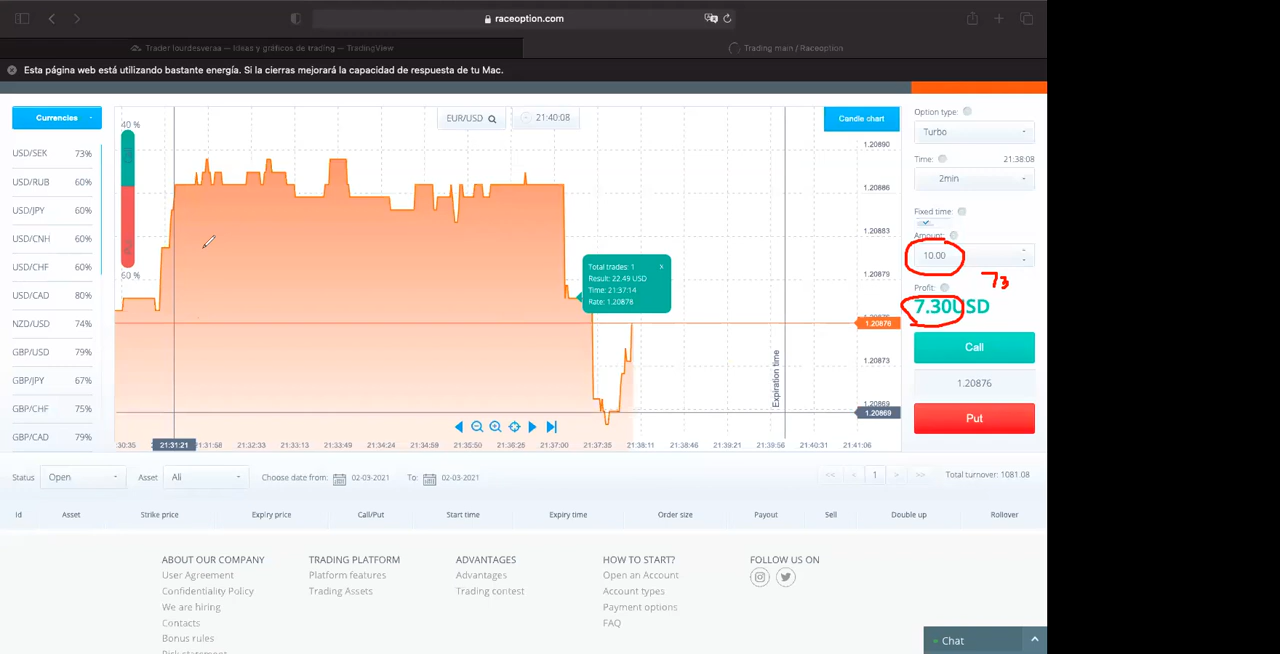 raceoption.com
Trader lourdesveraa — Ideas y gráficos de trading — TradingView
Trading main / Raceoption
Esta página web está utilizando bastante energía. Si la cierras mejorará la capacidad de respuesta de tu Mac.
Currencies
USD/SEK 73%
USD/RUB 60%
USD/JPY 60%
USD/CNH 60%
USD/CHF 60%
USD/CAD 80%
NZD/USD 74%
GBP/USD 79%
GBP/JPY 67%
GBP/CHF 75%
GBP/CAD 79%
40 %
60 %
EUR/USD
21:40:08
Candle chart
1.20890
1.20886
1.20883
1.20879
1.20876
1.20873
1.20869
Total trades: 1 x
Result: 22.49 USD
Time: 21:37:14
Rate: 1.20878
Expiration time
:30:35 21:31:21 21:31:58 21:32:33 21:33:13 21:33:49 21:34:24 21:34:59 21:35:50 21:36:25 21:37:00 21:37:35 21:38:11 21:38:46 21:39:21 21:39:56 21:40:31 21:41:06
Option type:
Turbo
Time: 21:38:08
2min
Fixed time:
Amount:
10.00
73
Profit:
7.30USD
Call
1.20876
Put
Status Open Asset All Choose date from: 02-03-2021 To: 02-03-2021 << < 1 > >> Total turnover: 1081.08
Id Asset Strike price Expiry price Call/Put Start time Expiry time Order size Payout Sell Double up Rollover
ABOUT OUR COMPANY
User Agreement
Confidentiality Policy
We are hiring
Contacts
Bonus rules
Risk statement
TRADING PLATFORM
Platform features
Trading Assets
ADVANTAGES
Advantages
Trading contest
HOW TO START?
Open an Account
Account types
Payment options
FAQ
FOLLOW US ON
Chat